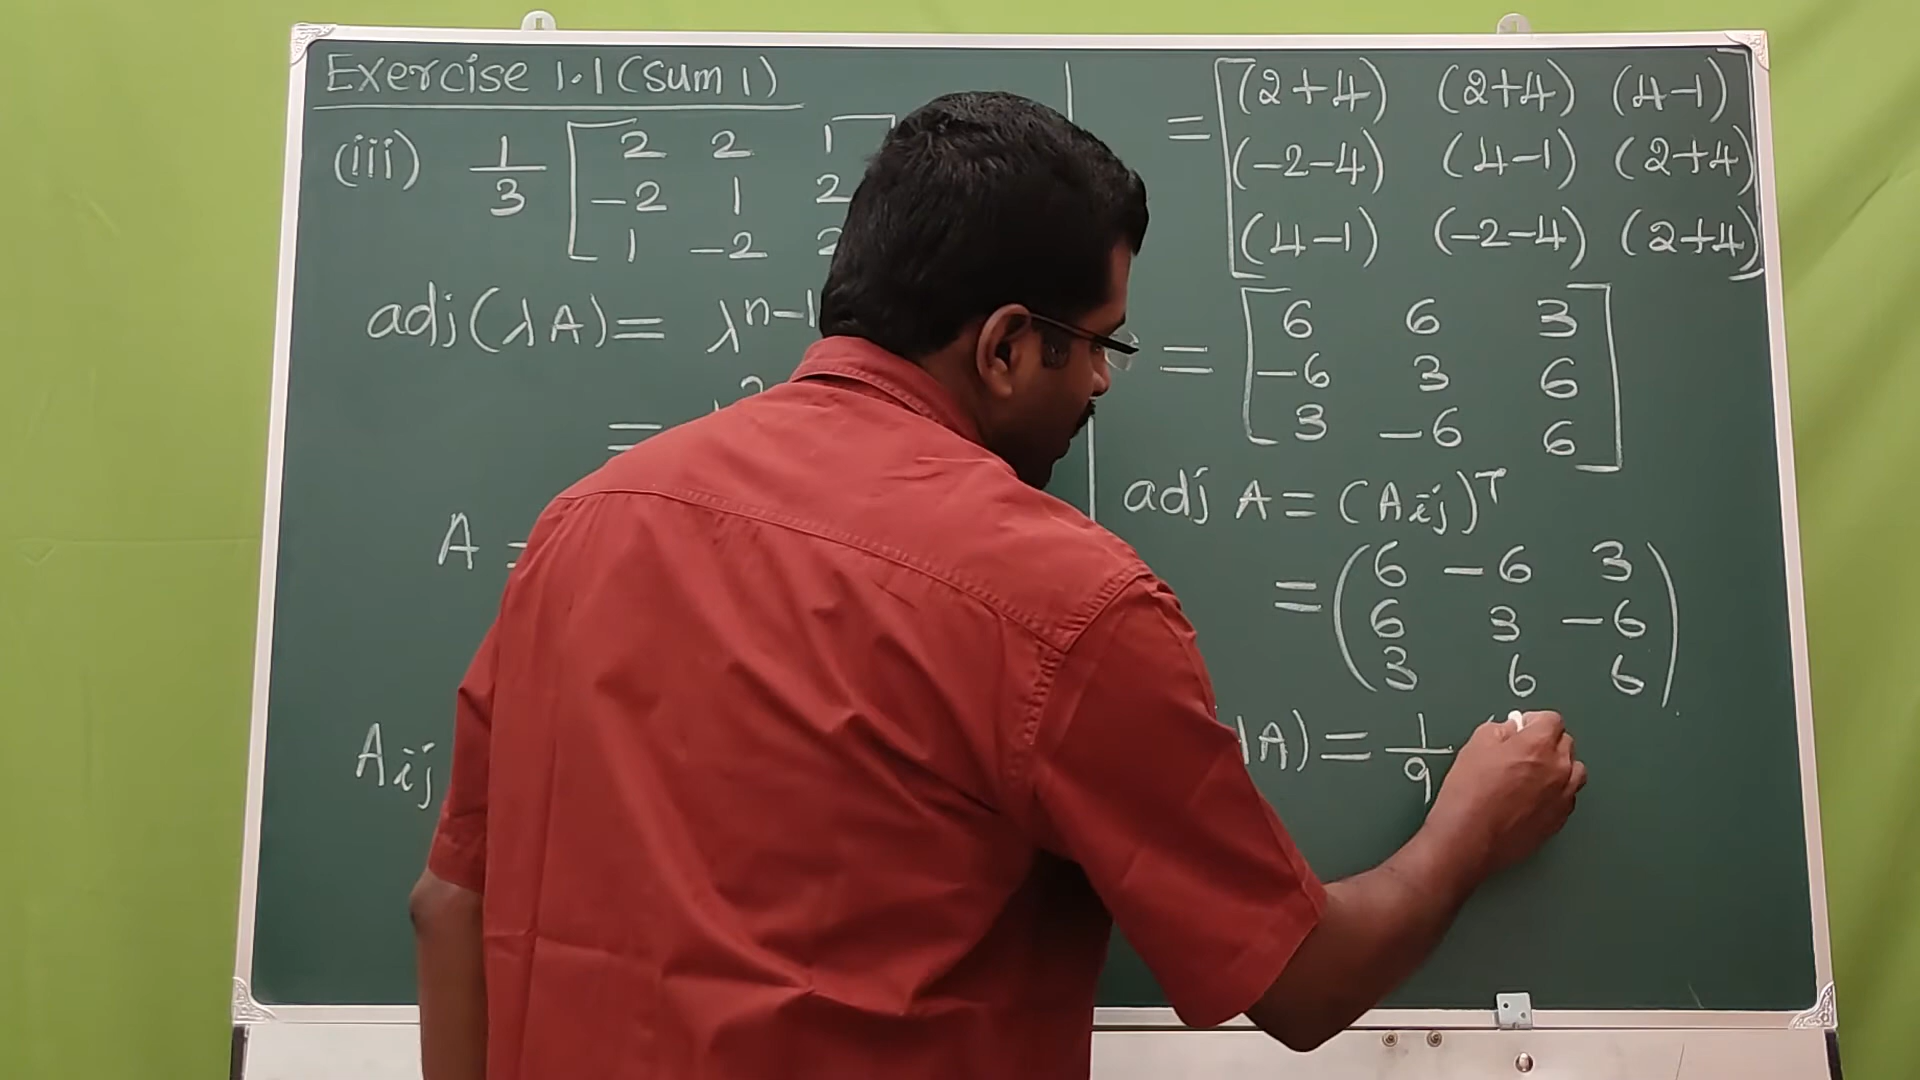 Exercise 1.1 (Sum 1)
(iii) 1/3 [ 2 2 1
-2 1 2
1 -2 2
adj(λA) = λ^n-1
=
A =
Aij
= [ (2+4) (2+4) (4-1)
(-2-4) (4-1) (2+4)
(4-1) (-2-4) (2+4) ]
= [ 6 6 3
-6 3 6
3 -6 6 ]
adj A = (Aij)^T
= ( 6 -6 3
6 3 -6
3 6 6 )
A) = 1/9